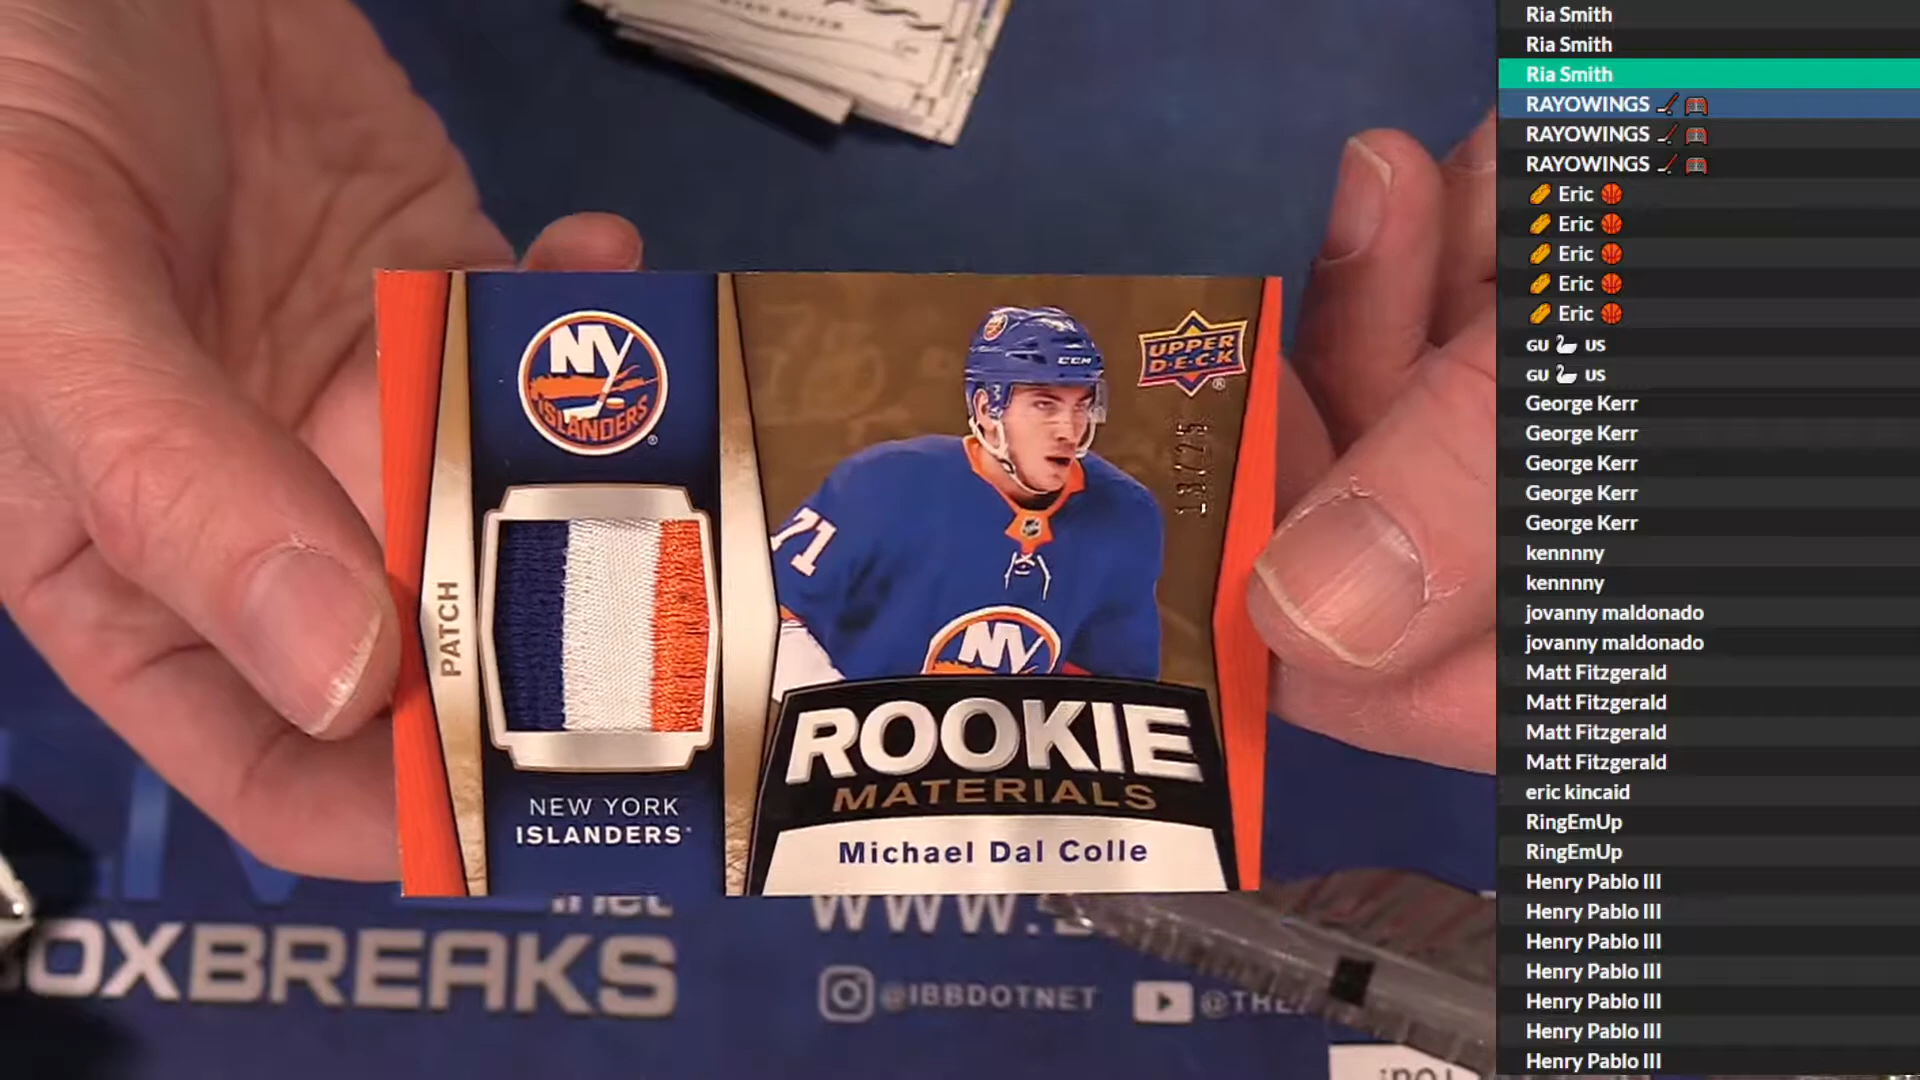 NY
ISLANDERS
PATCH
NEW YORK
ISLANDERS
UPPER
D·E·C·K
CCM
71
NY
ROOKIE
MATERIALS
Michael Dal Colle
OXBREAKS
WWW.
@IBBDOTNET
Ria Smith
Ria Smith
Ria Smith
RAYOWINGS
RAYOWINGS
RAYOWINGS
Eric
Eric
Eric
Eric
Eric
GU US
GU US
George Kerr
George Kerr
George Kerr
George Kerr
George Kerr
kennnny
kennnny
jovanny maldonado
jovanny maldonado
Matt Fitzgerald
Matt Fitzgerald
Matt Fitzgerald
Matt Fitzgerald
eric kincaid
RingEmUp
RingEmUp
Henry Pablo III
Henry Pablo III
Henry Pablo III
Henry Pablo III
Henry Pablo III
Henry Pablo III
Henry Pablo III